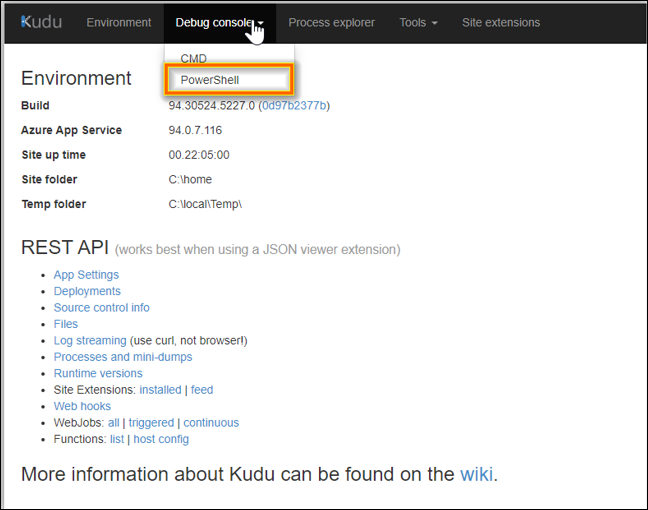 Kudu Environment Debug console Process explorer Tools Site extensions
CMD
PowerShell
Environment
Build 94.30524.5227.0 (0d97b2377b)
Azure App Service 94.0.7.116
Site up time 00.22:05:00
Site folder C:\home
Temp folder C:\local\Temp\
REST API (works best when using a JSON viewer extension)
• App Settings
• Deployments
• Source control info
• Files
• Log streaming (use curl, not browser!)
• Processes and mini-dumps
• Runtime versions
• Site Extensions: installed | feed
• Web hooks
• WebJobs: all | triggered | continuous
• Functions: list | host config
More information about Kudu can be found on the wiki.